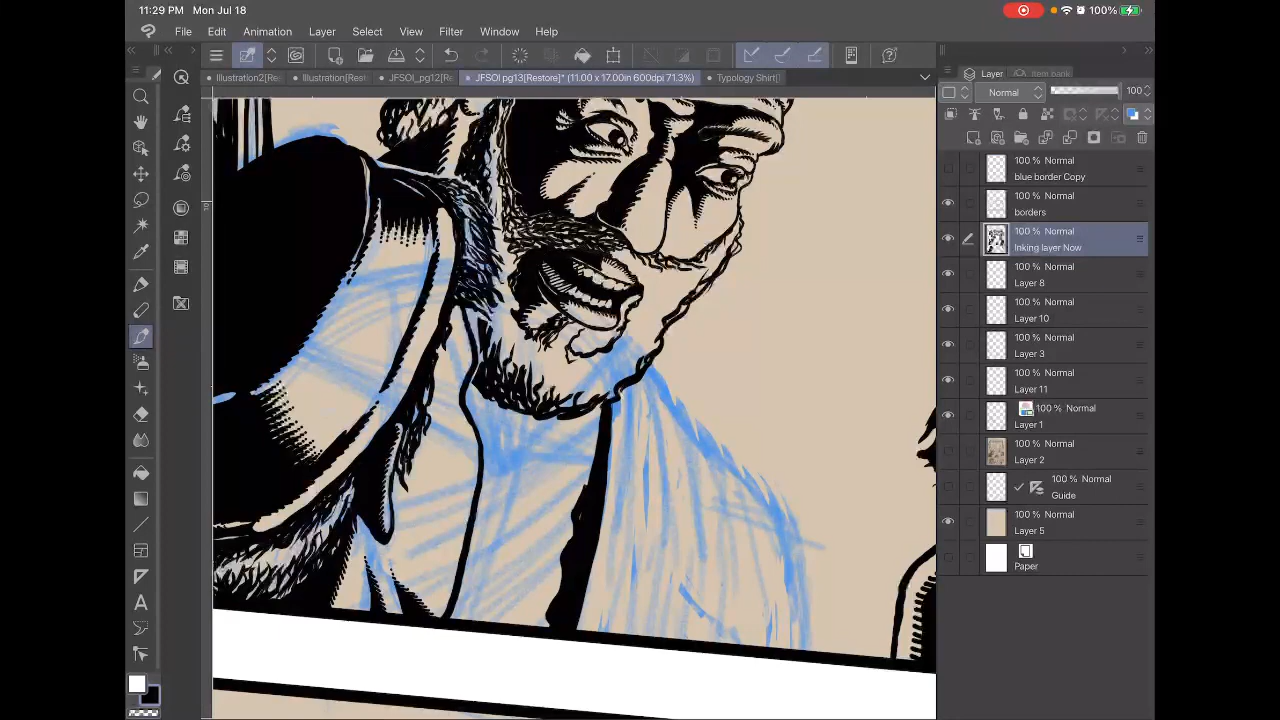 11:29 PM Mon Jul 18
100%
File Edit Animation Layer Select View Window Filter Help
Illustration2[Re: Illustration[Res JFSOI_pg12[Re JFSOI pg13[Restore]* (11.00 x 17.00in 600dpi 71.3%) Typology Shirt[
Layer Item bank
Normal 100
100 % Normal
blue border Copy
100 % Normal
borders
100 % Normal
Inking layer Now
100 % Normal
Layer 8
100 % Normal
Layer 10
100 % Normal
Layer 3
100 % Normal
Layer 11
100 % Normal
Layer 1
100 % Normal
Layer 2
100 % Normal
Guide
100 % Normal
Layer 5
Paper